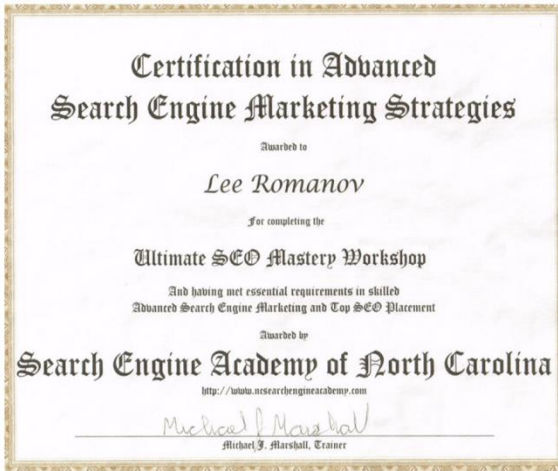 Certification in Advanced
Search Engine Marketing Strategies
Awarded to
Lee Romanov
For completing the
Ultimate SEO Mastery Workshop
And having met essential requirements in skilled
Advanced Search Engine Marketing and Top SEO Placement
Awarded by
Search Engine Academy of North Carolina
http://www.ncsearchengineacademy.com
Michael J Marshall
Michael J. Marshall, Trainer